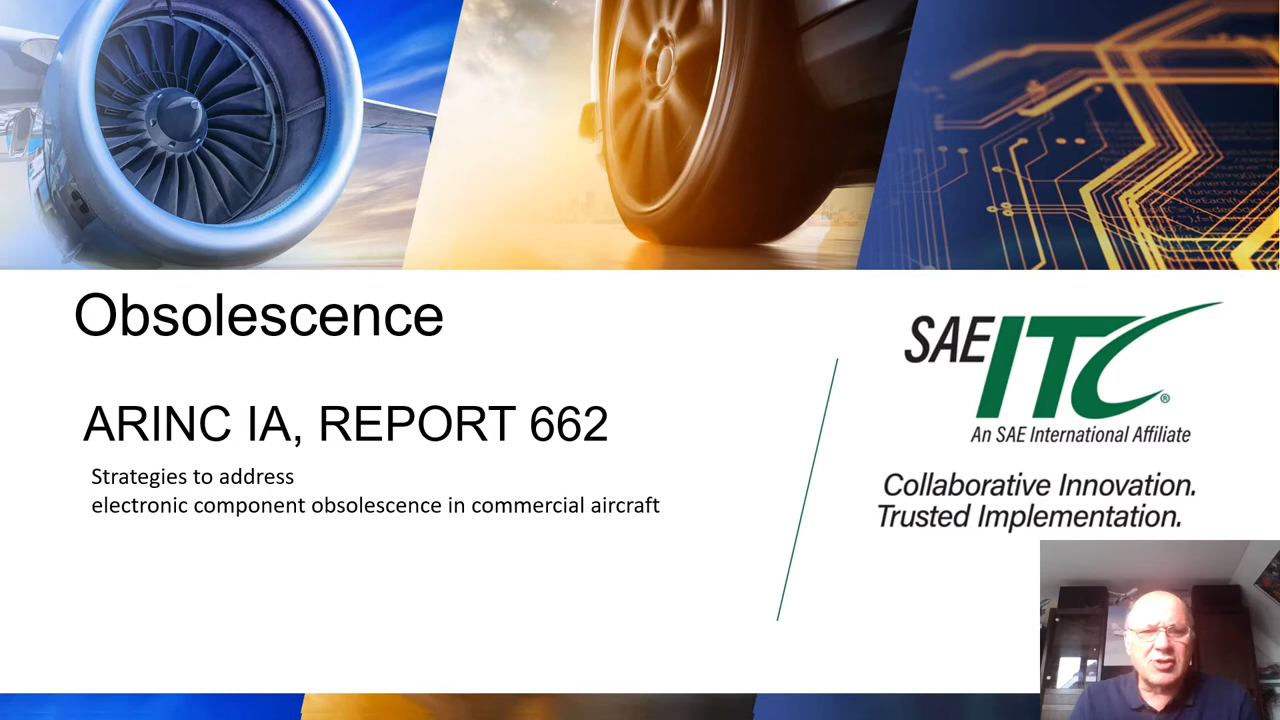 Obsolescence
ARINC IA, REPORT 662
Strategies to address
electronic component obsolescence in commercial aircraft
SAE ITC®
An SAE International Affiliate
Collaborative Innovation.
Trusted Implementation.